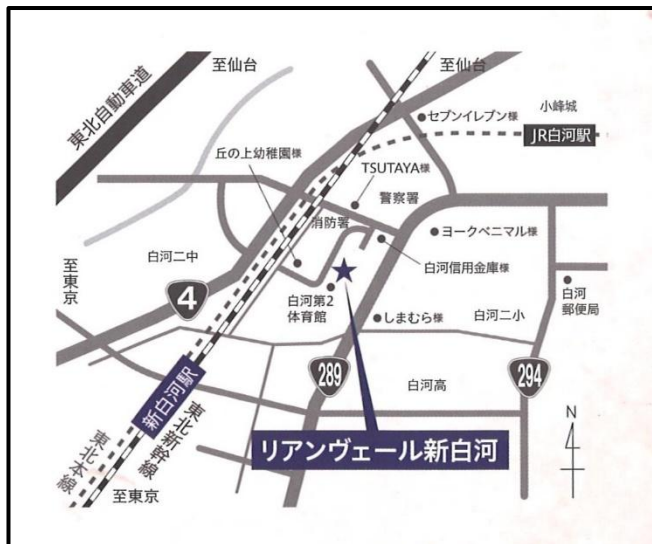 至仙台
至仙台
東北自動車道
セブンイレブン様
小峰城
JR白河駅
丘の上幼稚園様
TSUTAYA様
警察署
消防署
ヨークベニマル様
白河二中
白河信用金庫様
至東京
4
白河第2
体育館
白河
郵便局
しまむら様
白河二小
289
294
白河高
新白河駅
東北新幹線
東北本線
リアンヴェール新白河
N
至東京